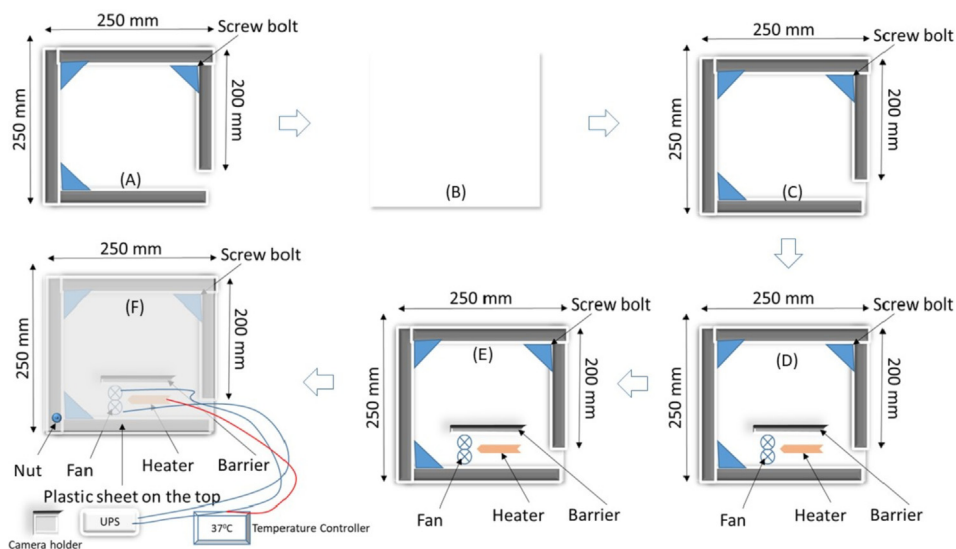 250 mm
Screw bolt
250 mm
200 mm
(A)
(B)
250 mm
Screw bolt
250 mm
200 mm
(C)
250 mm
Screw bolt
250 mm
200 mm
(F)
Nut
Fan
Heater
Barrier
Plastic sheet on the top
UPS
Camera holder
37⁰C
Temperature Controller
250 mm
Screw bolt
250 mm
200 mm
(E)
Fan
Heater
Barrier
250 mm
Screw bolt
250 mm
200 mm
(D)
Fan
Heater
Barrier